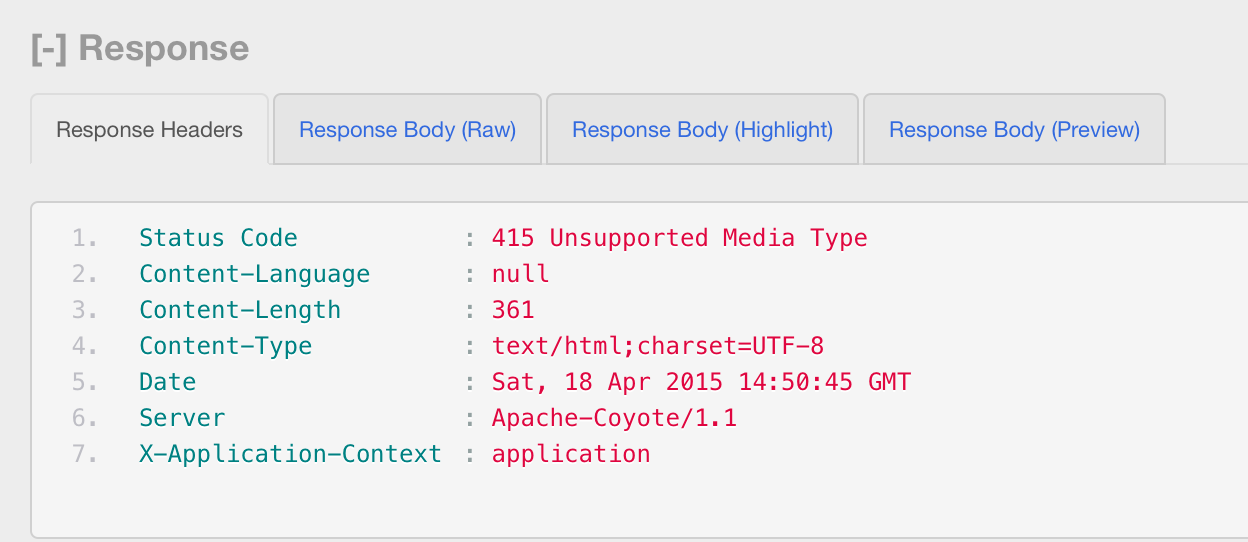 [-] Response
Response Headers Response Body (Raw) Response Body (Highlight) Response Body (Preview)
1. Status Code : 415 Unsupported Media Type
2. Content-Language : null
3. Content-Length : 361
4. Content-Type : text/html;charset=UTF-8
5. Date : Sat, 18 Apr 2015 14:50:45 GMT
6. Server : Apache-Coyote/1.1
7. X-Application-Context : application